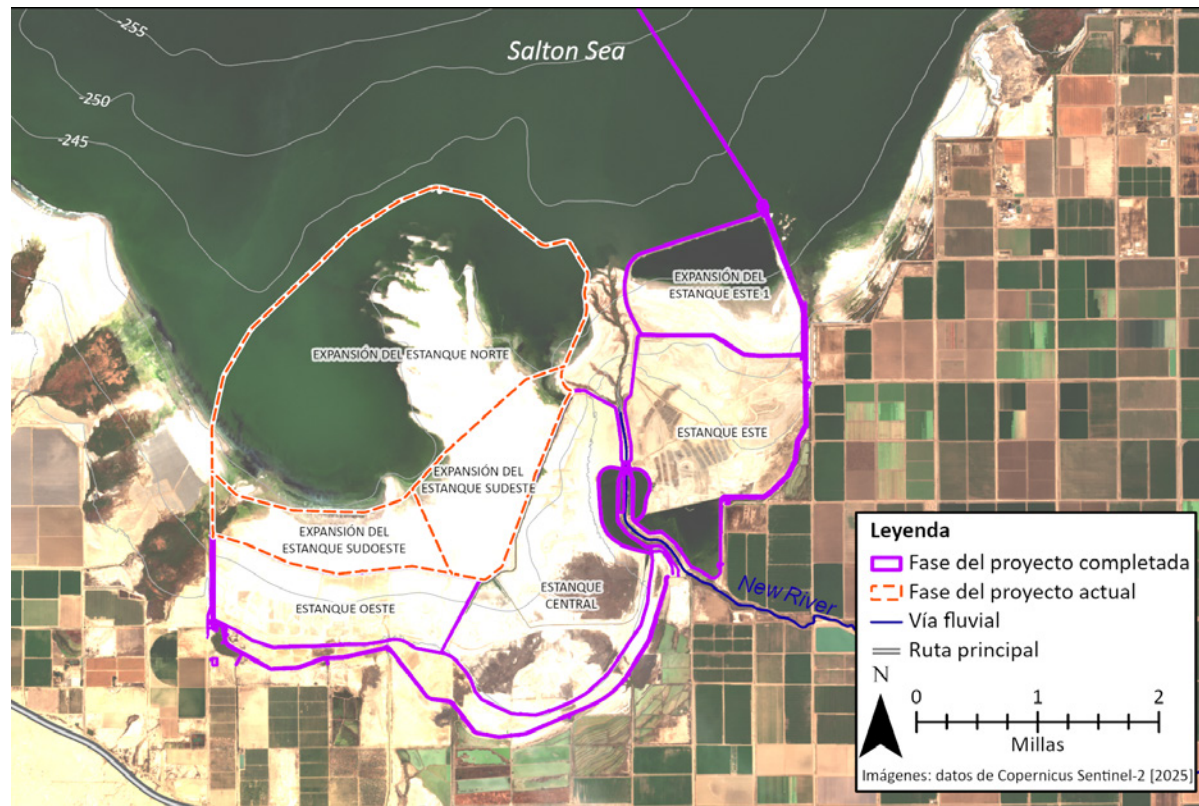 -255
Salton Sea
-250
-245
EXPANSIÓN DEL
ESTANQUE ESTE 1
EXPANSIÓN DEL ESTANQUE NORTE
ESTANQUE ESTE
EXPANSIÓN DEL
ESTANQUE SUDESTE
EXPANSIÓN DEL
ESTANQUE SUDOESTE
ESTANQUE OESTE
ESTANQUE
CENTRAL
New River
Leyenda
Fase del proyecto completada
Fase del proyecto actual
Vía fluvial
Ruta principal
N
0 1 2
Millas
Imágenes: datos de Copernicus Sentinel-2 [2025]